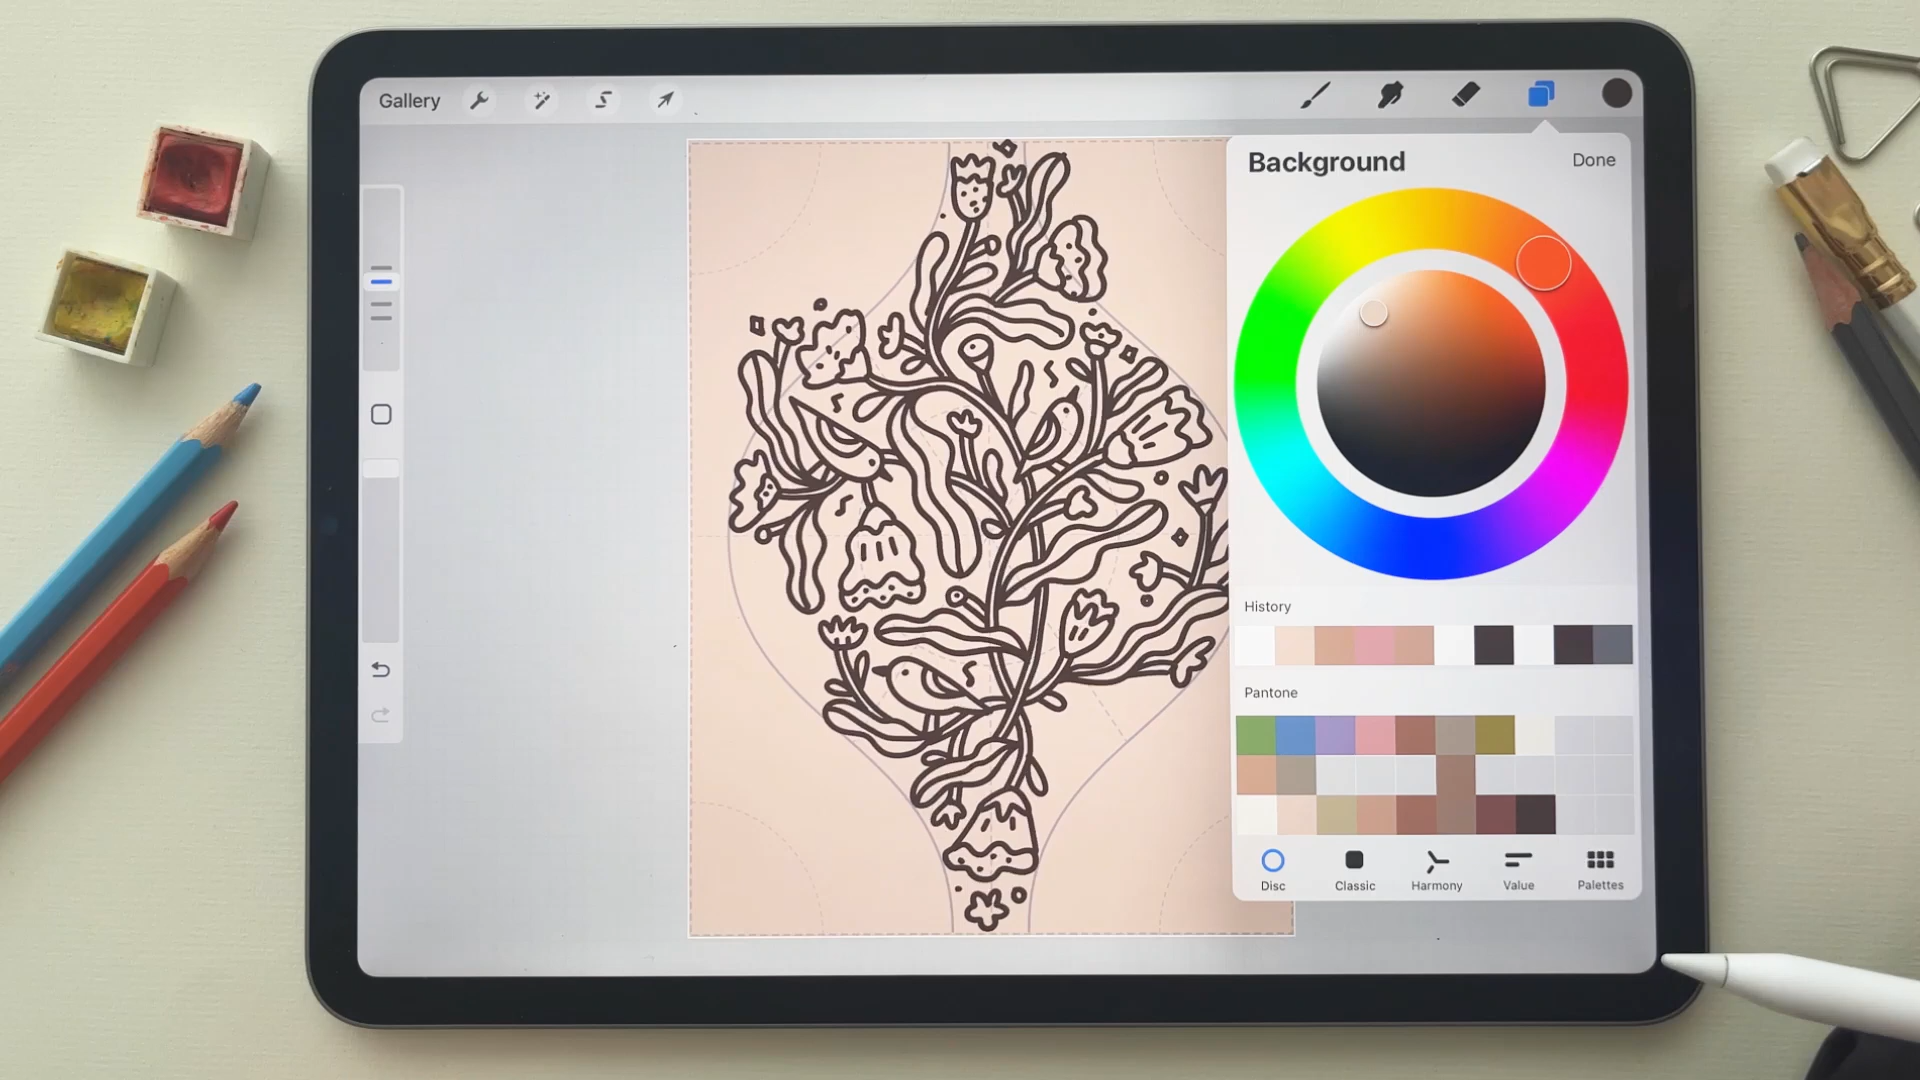 Gallery
Background
Done
History
Pantone
Disc
Classic
Harmony
Value
Palettes